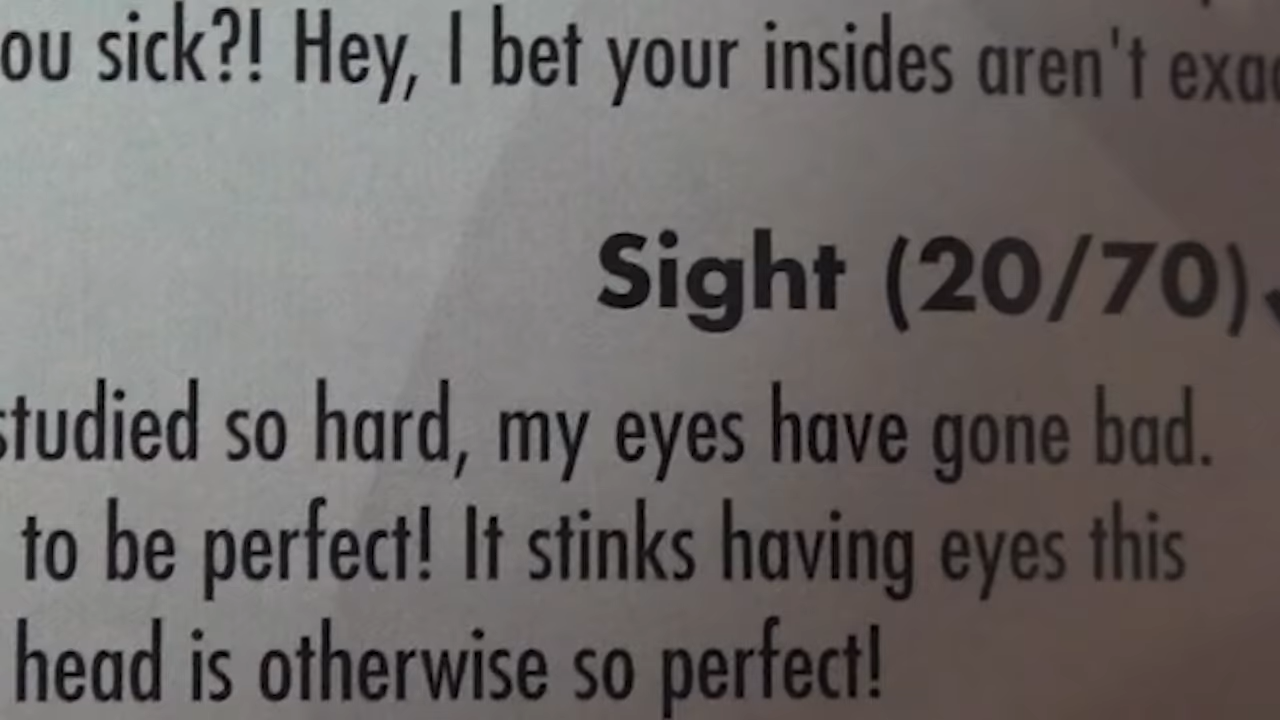 ou sick?! Hey, I bet your insides aren't exa
Sight (20/70)
studied so hard, my eyes have gone bad.
to be perfect! It stinks having eyes this
head is otherwise so perfect!